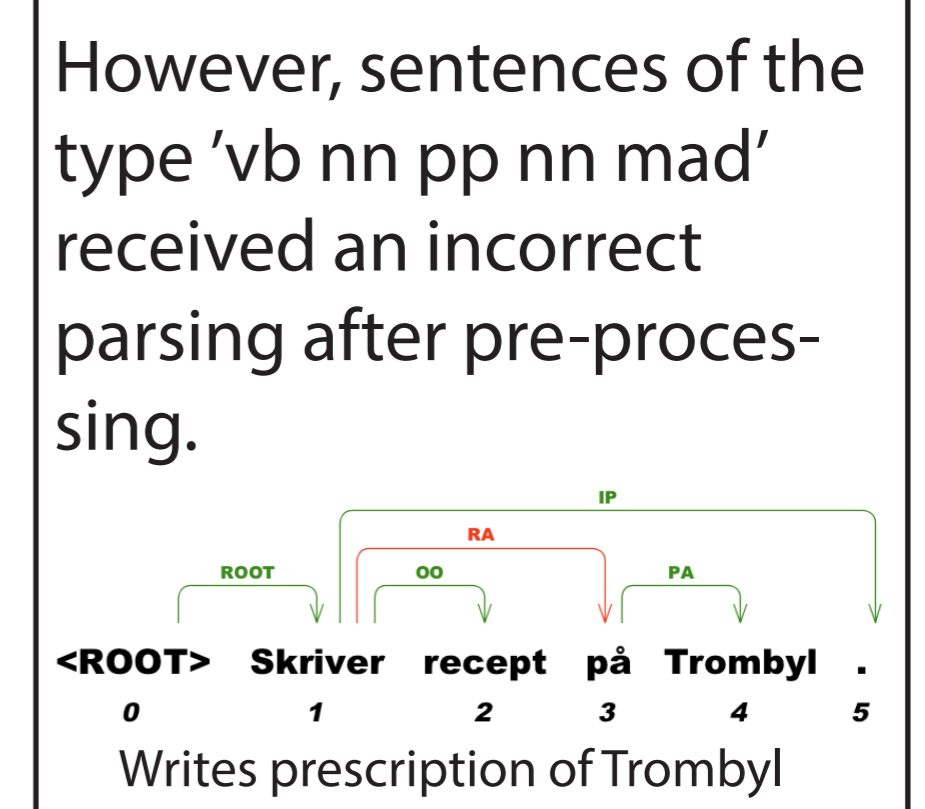 However, sentences of the
type ’vb nn pp nn mad’
received an incorrect
parsing after pre-proces-
sing.
IP
RA
ROOT OO PA
<ROOT> Skriver recept på Trombyl .
0 1 2 3 4 5
Writes prescription of Trombyl